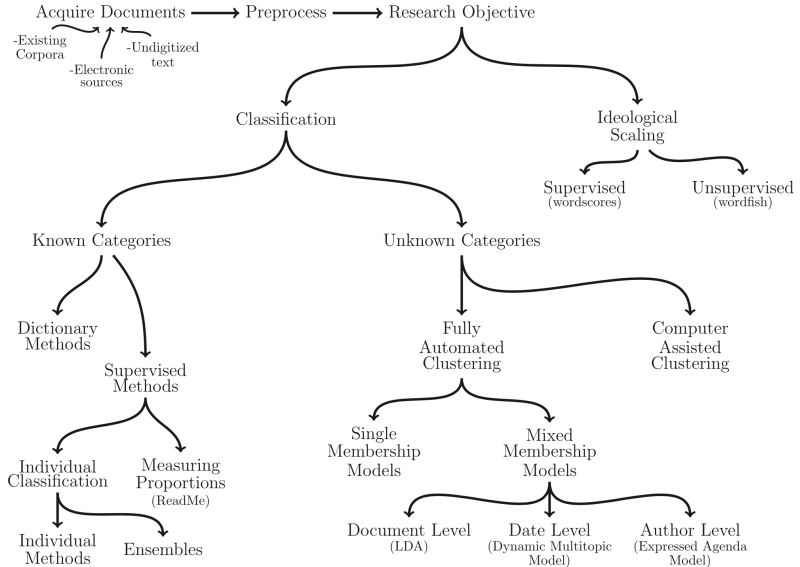 Acquire Documents
Preprocess
Research Objective
-Existing
Corpora
-Electronic
sources
-Undigitized
text
Classification
Ideological
Scaling
Supervised
(wordscores)
Unsupervised
(wordfish)
Known Categories
Unknown Categories
Dictionary
Methods
Supervised
Methods
Fully
Automated
Clustering
Computer
Assisted
Clustering
Individual
Classification
Measuring
Proportions
(ReadMe)
Single
Membership
Models
Mixed
Membership
Models
Individual
Methods
Ensembles
Document Level
(LDA)
Date Level
(Dynamic Multitopic
Model)
Author Level
(Expressed Agenda
Model)